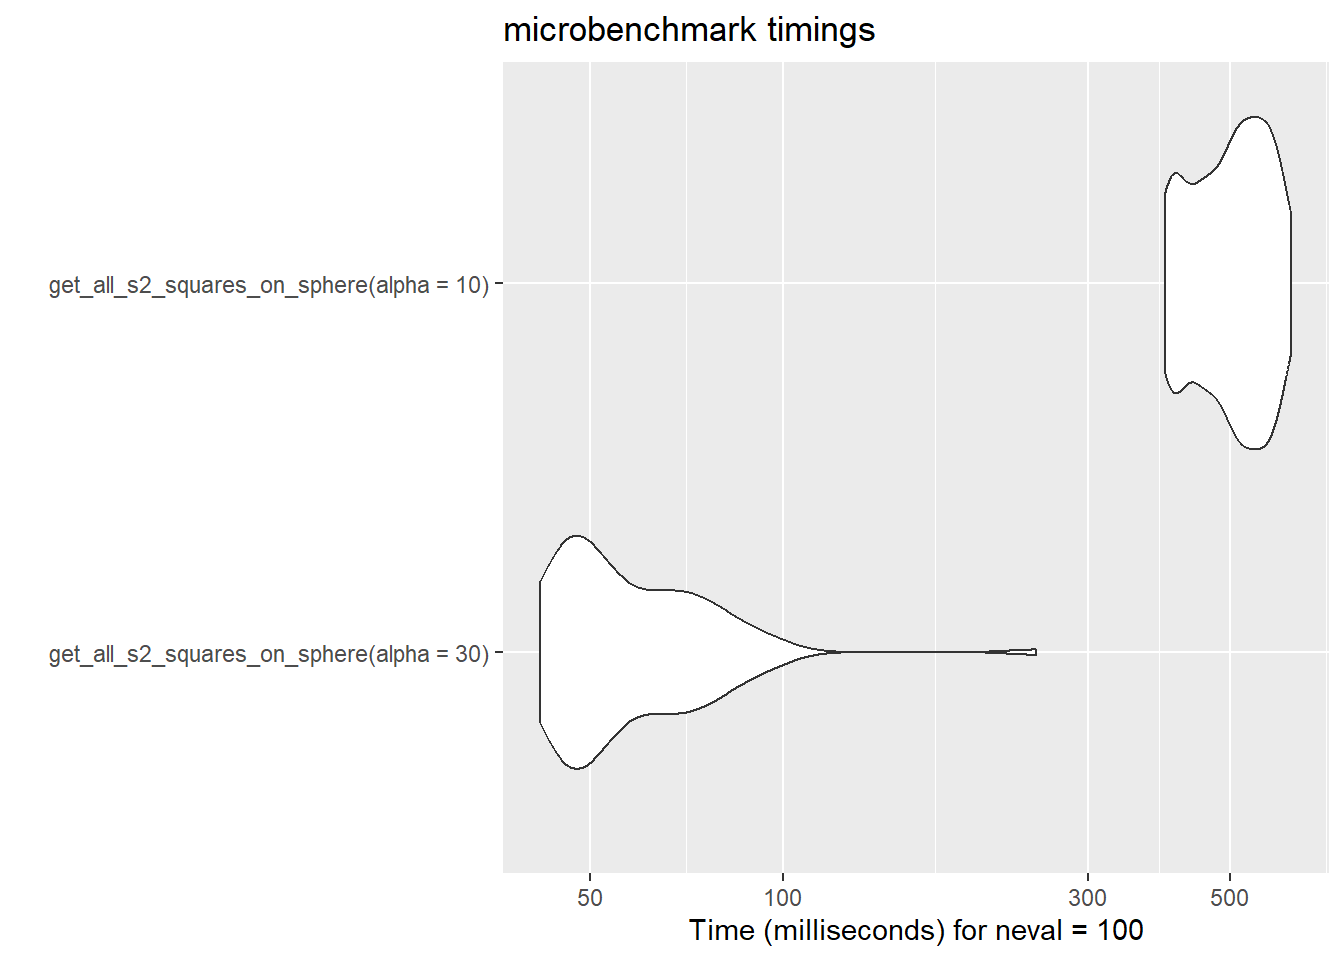 microbenchmark timings
get_all_s2_squares_on_sphere(alpha = 10)
get_all_s2_squares_on_sphere(alpha = 30)
50 100 300 500
Time (milliseconds) for neval = 100